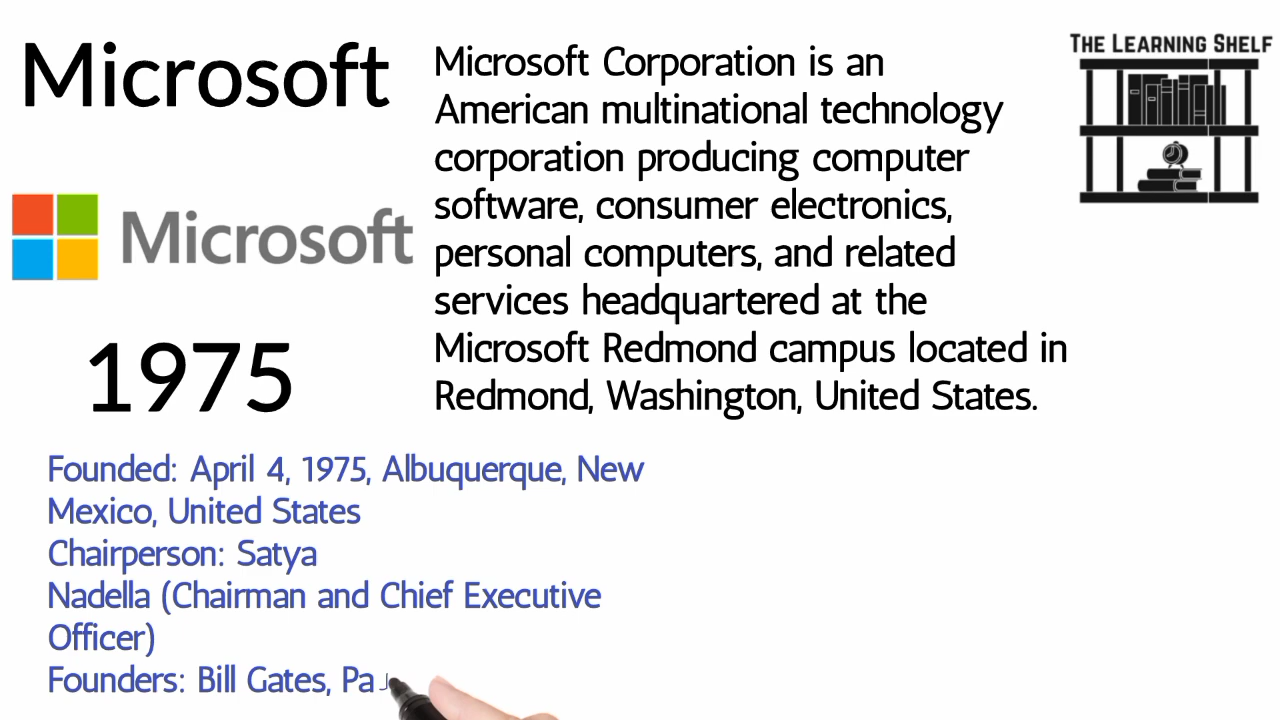 Microsoft
Microsoft
1975
Microsoft Corporation is an
American multinational technology
corporation producing computer
software, consumer electronics,
personal computers, and related
services headquartered at the
Microsoft Redmond campus located in
Redmond, Washington, United States.
THE LEARNING SHELF
Founded: April 4, 1975, Albuquerque, New
Mexico, United States
Chairperson: Satya
Nadella (Chairman and Chief Executive
Officer)
Founders: Bill Gates, Pa